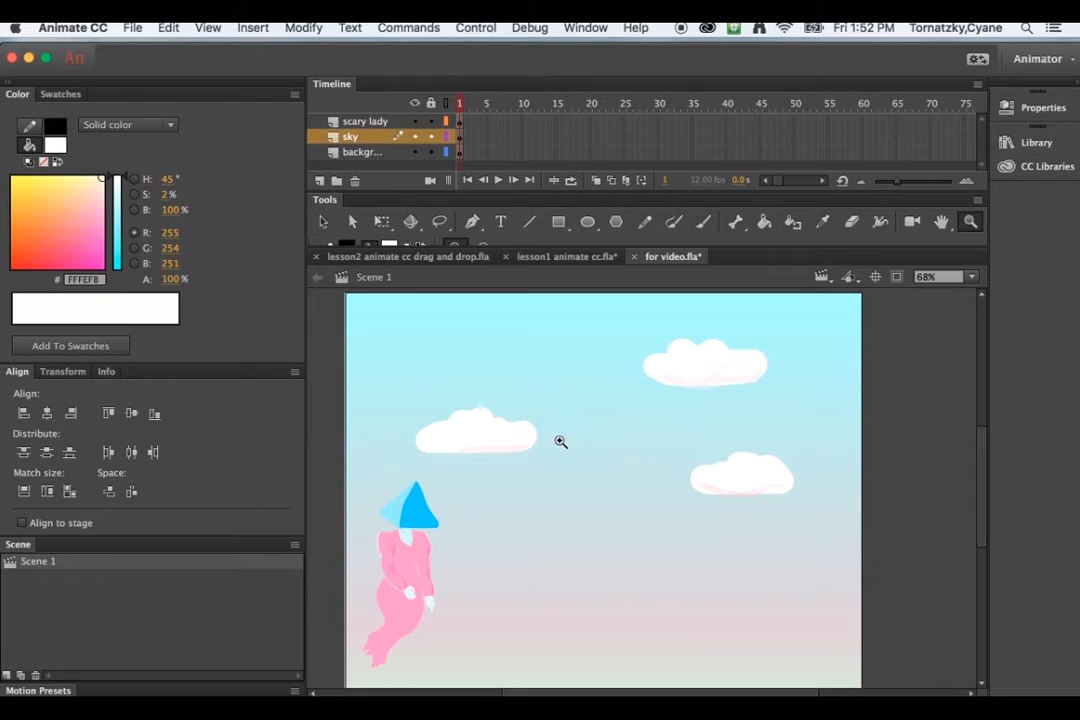 Animate CC File Edit View Insert Modify Text Commands Control Debug Window Help Fri 1:52 PM Tornatzky,Cyane
An Animator
Color Swatches
Timeline
1 5 10 15 20 25 30 35 40 45 50 55 60 65 70 75
Properties
Solid color
scary lady
sky
backgr...
Library
CC Libraries
H: 45 °
S: 2 %
B: 100 %
R: 255
G: 254
B: 251
# FFFEFB A: 100 %
1 12.00 fps 0.0 s
Tools
lesson2 animate cc drag and drop.fla lesson1 animate cc.fla* for video.fla*
Scene 1 68%
Add To Swatches
Align Transform Info
Align:
Distribute:
Match size: Space:
Align to stage
Scene
Scene 1
Motion Presets